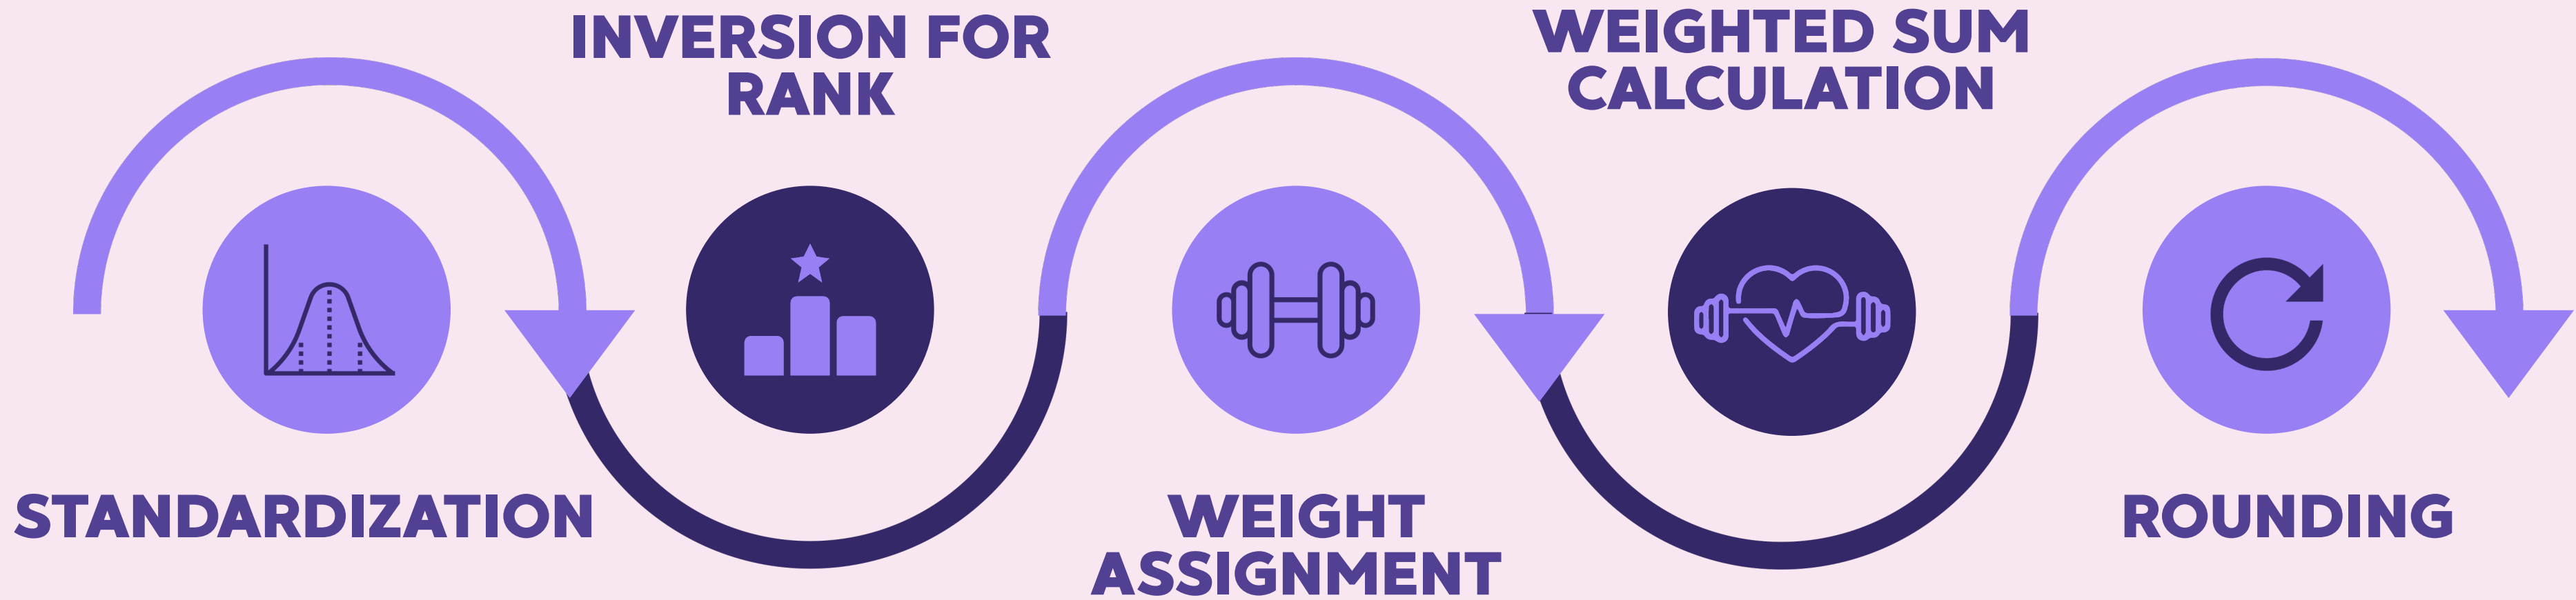 STANDARDIZATION
INVERSION FOR
RANK
WEIGHT
ASSIGNMENT
WEIGHTED SUM
CALCULATION
ROUNDING